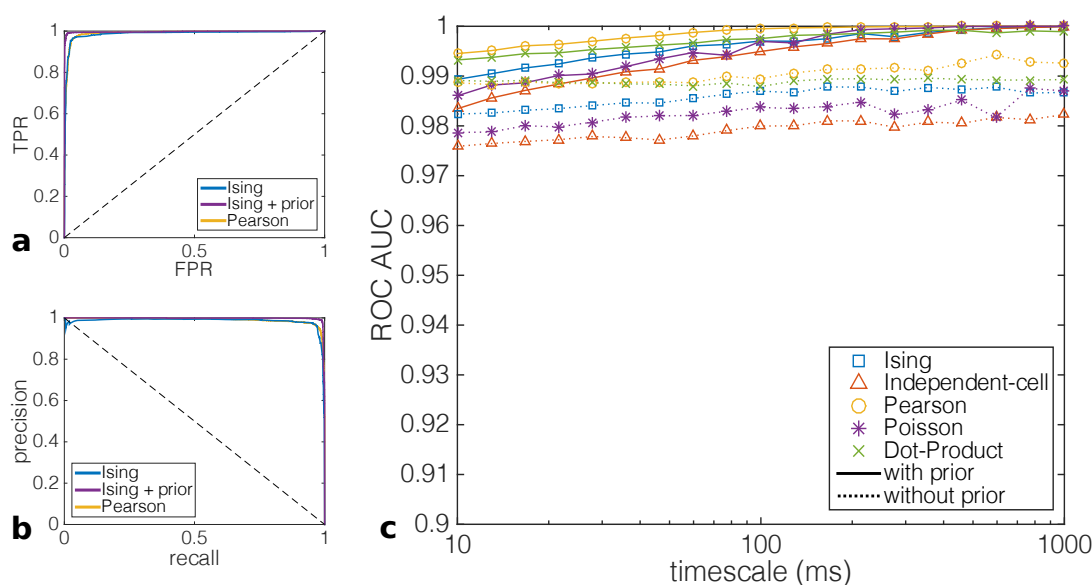 1
0.8
0.6
0.4
0.2
0
TPR
0
0.5
1
FPR
Ising
Ising + prior
Pearson
a
1
0.8
0.6
0.4
0.2
0
precision
0
0.5
1
recall
Ising
Ising + prior
Pearson
b
1
0.99
0.98
0.97
0.96
0.95
0.94
0.93
0.92
0.91
0.9
ROC AUC
10
100
1000
timescale (ms)
Ising
Independent-cell
Pearson
Poisson
Dot-Product
with prior
without prior
c